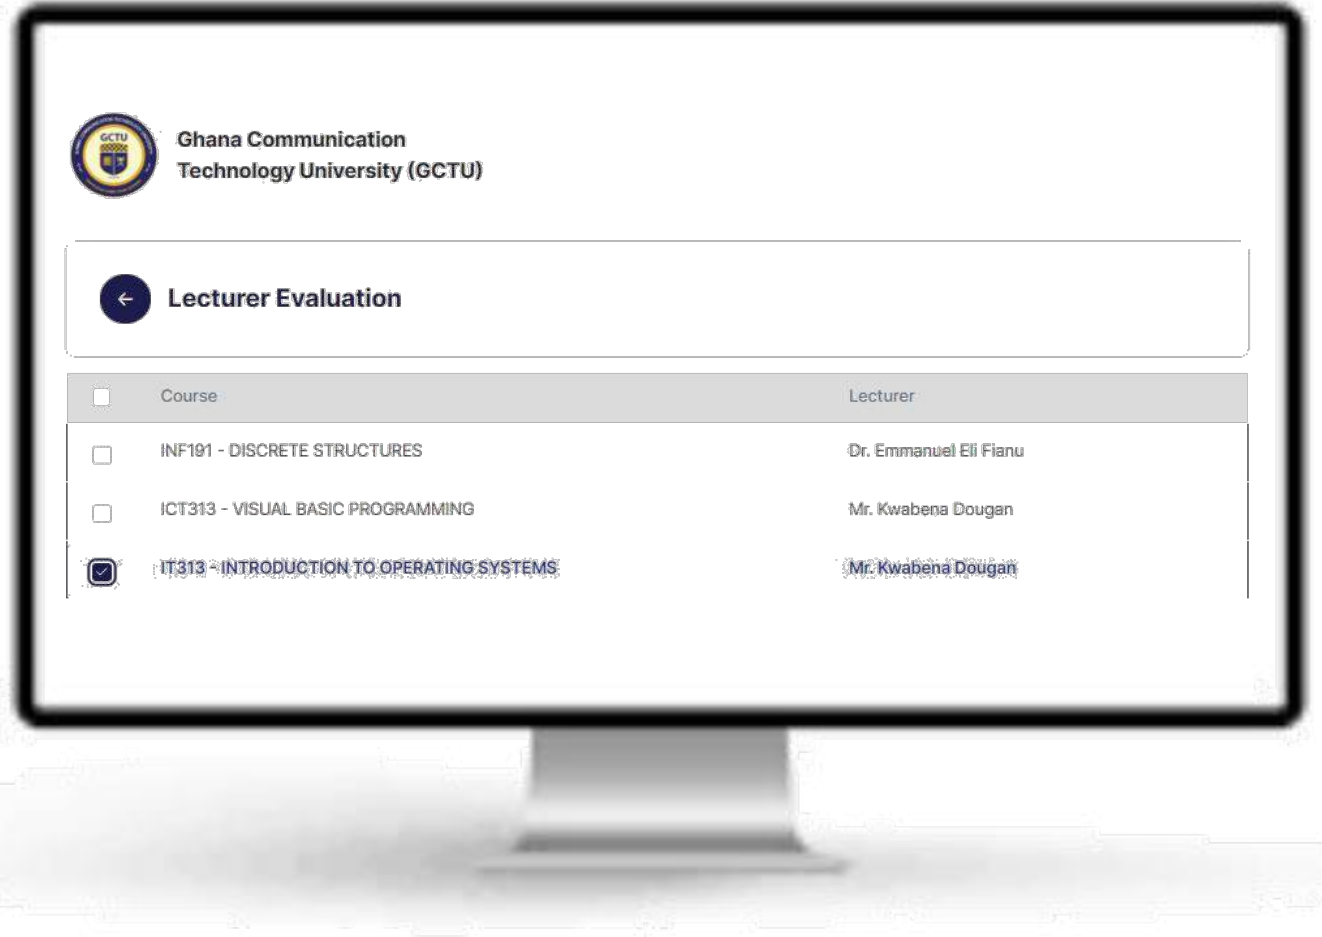 GCTU
Ghana Communication
Technology University (GCTU)
Lecturer Evaluation
Course Lecturer
INF191 - DISCRETE STRUCTURES Dr. Emmanuel Eli Fianu
ICT313 - VISUAL BASIC PROGRAMMING Mr. Kwabena Dougan
IT313 - INTRODUCTION TO OPERATING SYSTEMS Mr. Kwabena Dougan